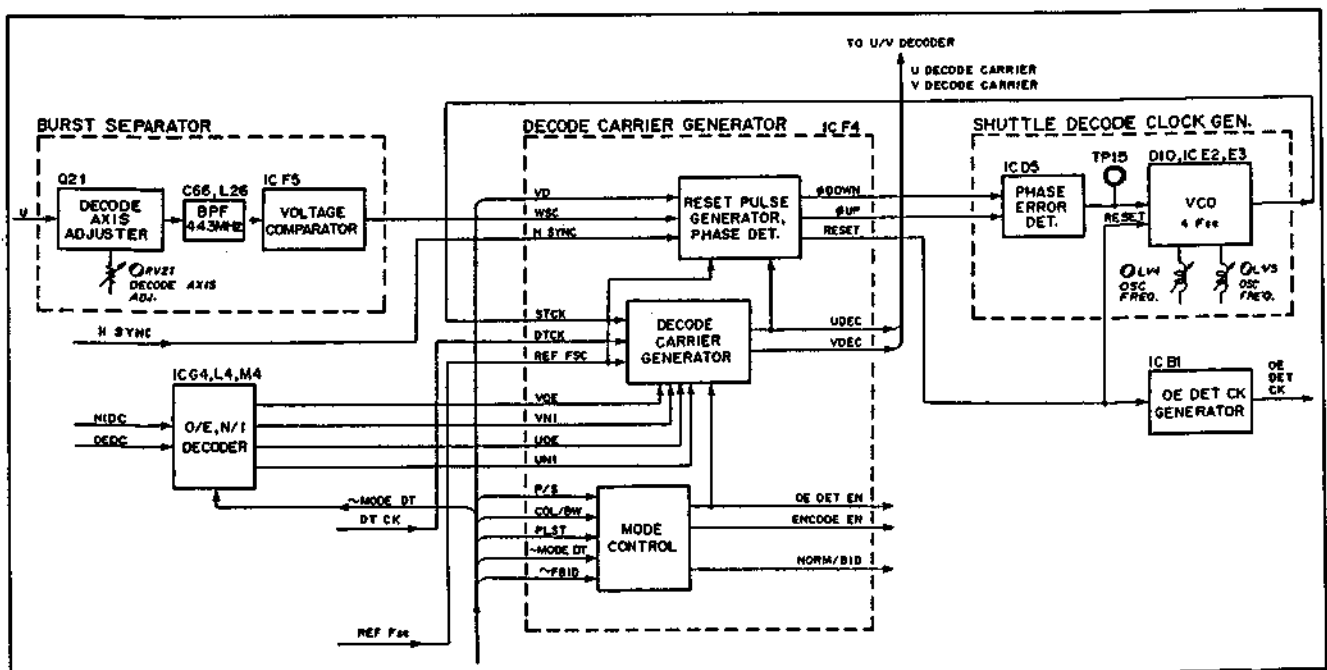 TO U/V DECODER
U DECODE CARRIER
V DECODE CARRIER
BURST SEPARATOR
Q21
DECODE
AXIS
ADJUSTER
C66, L26
BPF
4.43MHz
IC F5
VOLTAGE
COMPARATOR
U
RV21
DECODE AXIS
ADJ.
H SYNC
DECODE CARRIER GENERATOR
IC F4
VD
WSC
H SYNC
RESET PULSE
GENERATOR,
PHASE DET.
ØDOWN
ØUP
RESET
STCK
DTCK
REF FSC
DECODE
CARRIER
GENERATOR
UDEC
VDEC
SHUTTLE DECODE CLOCK GEN.
IC D5
PHASE
ERROR
DET.
TP15
RESET
D10, IC E2, E3
VCO
4 Fsc
LV4
OSC
FREQ.
LV5
OSC
FREQ.
IC B1
OE DET CK
GENERATOR
OE
DET
CK
IC G4, L4, M4
NIDC
OEDC
O/E, N/I
DECODER
VOE
VNI
UOE
UNI
~MODE DT
DT CK
P/S
COL/BW
PLST
~MODE DT
~FBID
MODE
CONTROL
OE DET EN
ENCODE EN
NORM/BID
REF Fsc